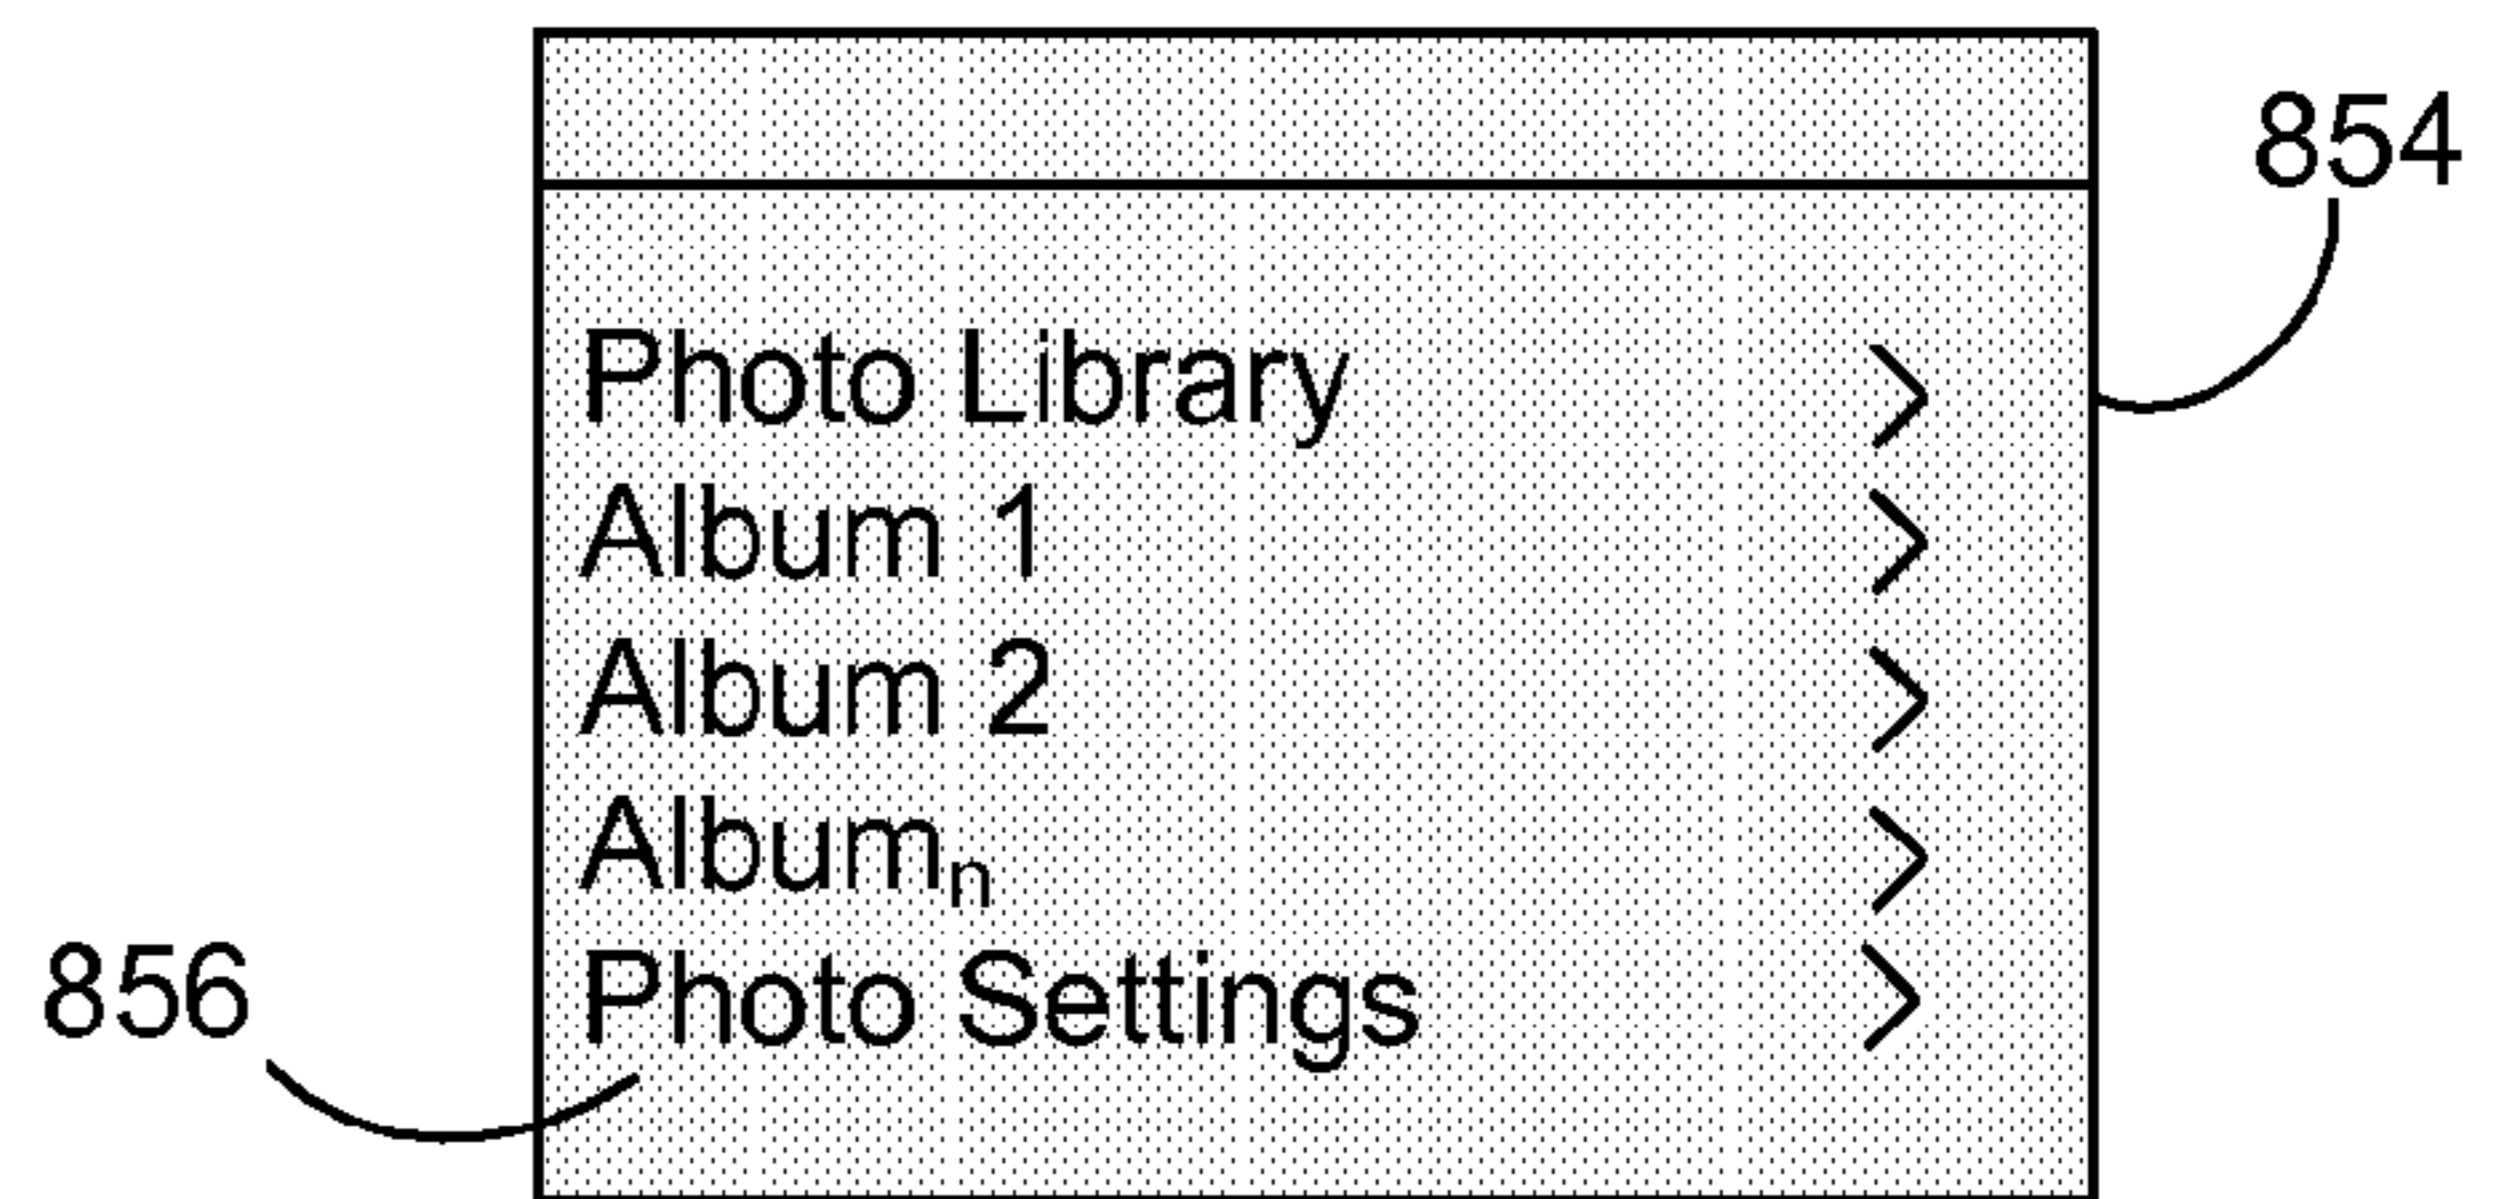 854
Photo Library >
Album 1 >
Album 2 >
Albumₙ >
Photo Settings >
856